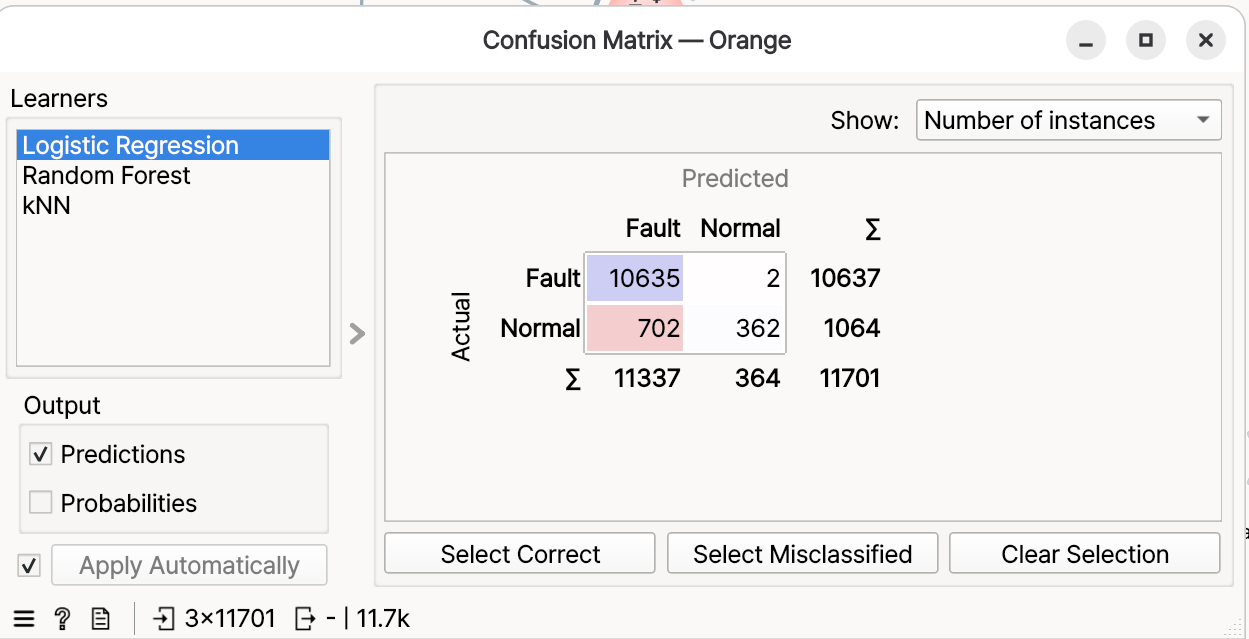 Confusion Matrix — Orange
Learners
Logistic Regression
Random Forest
kNN
Output
Predictions
Probabilities
Apply Automatically
Show: Number of instances
Predicted
Fault Normal Σ
Actual
Fault 10635 2 10637
Normal 702 362 1064
Σ 11337 364 11701
Select Correct Select Misclassified Clear Selection
3×11701 - | 11.7k